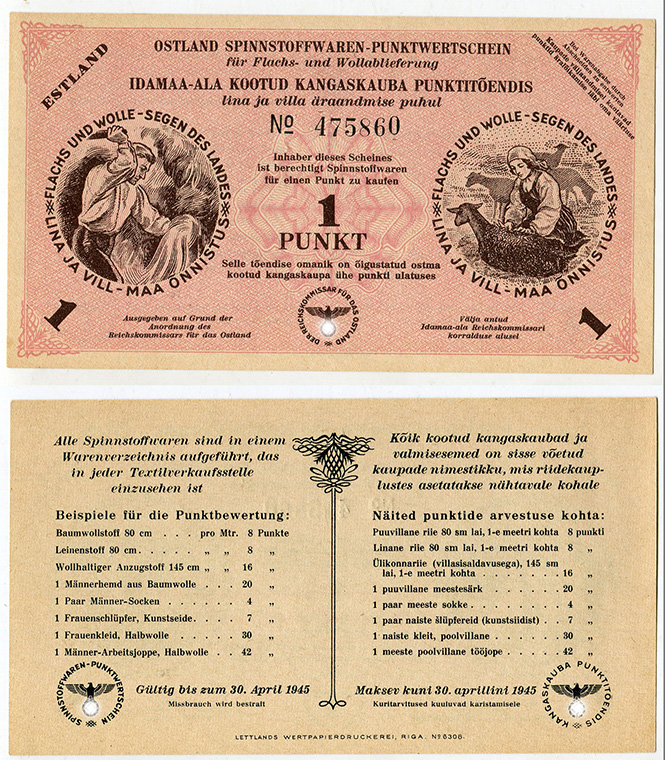 ESTLAND
OSTLAND SPINNSTOFFWAREN-PUNKTWERTSCHEIN
für Flachs- und Wollablieferung
IDAMAA-ALA KOOTUD KANGASKAUBA PUNKTITÕENDIS
lina ja villa äraandmise puhul
№ 475860
Bei Warenabgabe durch
Abschneiden zu entwerten
Kaupade väljaandmisel kõlbmatuks
FLACHS UND WOLLE - SEGEN DES LANDES
LINA JA VILL - MAA ÕNNISTUS
Inhaber dieses Scheines
ist berechtigt Spinnstoffwaren
für einen Punkt zu kaufen
1
PUNKT
Selle tõendise omanik on õigustatud ostma
kootud kangaskaupa ühe punkti ulatuses
FLACHS UND WOLLE - SEGEN DES LANDES
LINA JA VILL - MAA ÕNNISTUS
1
Ausgegeben auf Grund der
Anordnung des
Reichskommissars für das Ostland
DER REICHSKOMMISSAR FÜR DAS OSTLAND
Välja antud
Idamaa-ala Reichskommissari
korralduse alusel
1
Alle Spinnstoffwaren sind in einem
Warenverzeichnis aufgeführt, das
in jeder Textilverkaufsstelle
einzusehen ist
Beispiele für die Punktbewertung:
Baumwollstoff 80 cm . . . . pro Mtr. 8 Punkte
Leinenstoff 80 cm . . . . . „ „ 8 „
Wollhaltiger Anzugstoff 145 cm „ „ 16 „
1 Männerhemd aus Baumwolle . . . 20 „
1 Paar Männer-Socken . . . . . . 4 „
1 Frauenschlüpfer, Kunstseide . . . . 7 „
1 Frauenkleid, Halbwolle . . . . . 30 „
1 Männer-Arbeitsjoppe, Halbwolle . . 42 „
SPINNSTOFFWAREN-PUNKTWERTSCHEIN
Gültig bis zum 30. April 1945
Missbrauch wird bestraft
Kõik kootud kangaskaubad ja
valmisesemed on sisse võetud
kaupade nimestikku, mis riidekaup-
lustes asetatakse nähtavale kohale
Näited punktide arvestuse kohta:
Puuvillane riie 80 sm lai, 1-e meetri kohta 8 punkti
Linane riie 80 sm lai, 1-e meetri kohta 8 „
Ülikonnariie (villasisaldavusega), 145 sm
lai, 1-e meetri kohta . . . . . . . 16 „
1 puuvillane meestesärk . . . . . 20 „
1 paar meeste sokke . . . . . . . 4 „
1 paar naiste šlüpfereid (kunstsiidist) . . 7 „
1 naiste kleit, poolvillane . . . . 30 „
1 meeste poolvillane tööjope . . . . 42 „
Maksev kuni 30. aprillini 1945
Kuritarvitused kuuluvad karistamisele
KANGASKAUBA PUNKTITÕENDIS
LETTLANDS WERTPAPIERDRUCKEREI, RIGA. № 6308.